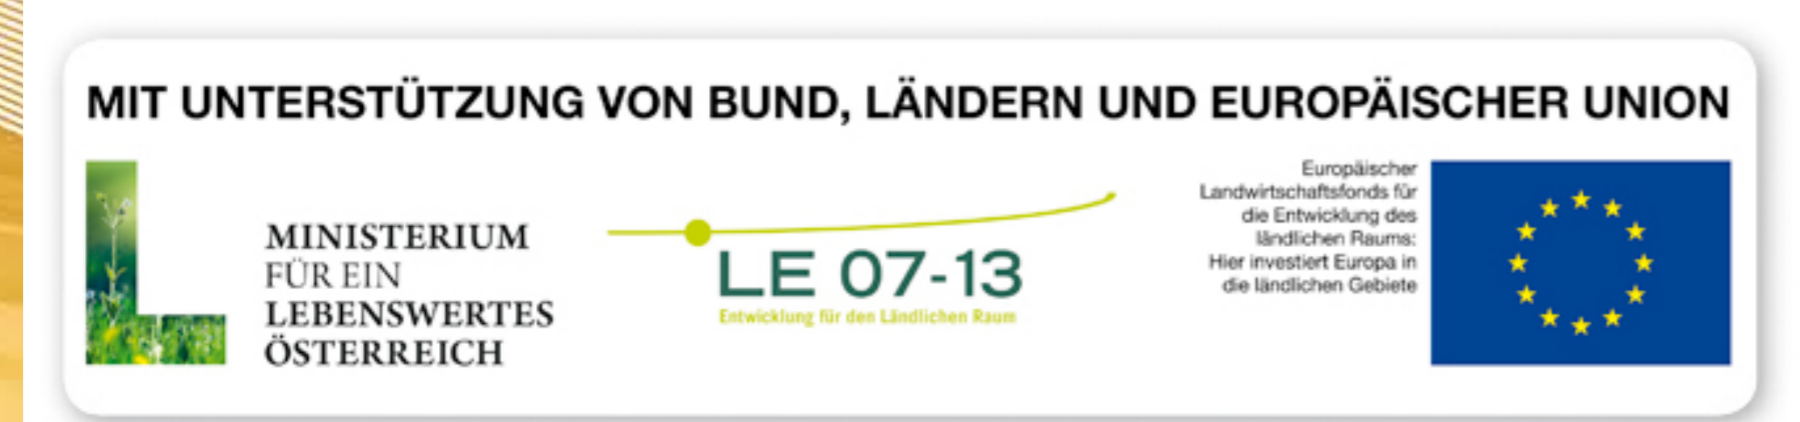 MIT UNTERSTÜTZUNG VON BUND, LÄNDERN UND EUROPÄISCHER UNION
MINISTERIUM
FÜR EIN
LEBENSWERTES
ÖSTERREICH
LE 07-13
Entwicklung für den Ländlichen Raum
Europäischer
Landwirtschaftsfonds für
die Entwicklung des
ländlichen Raums:
Hier investiert Europa in
die ländlichen Gebiete